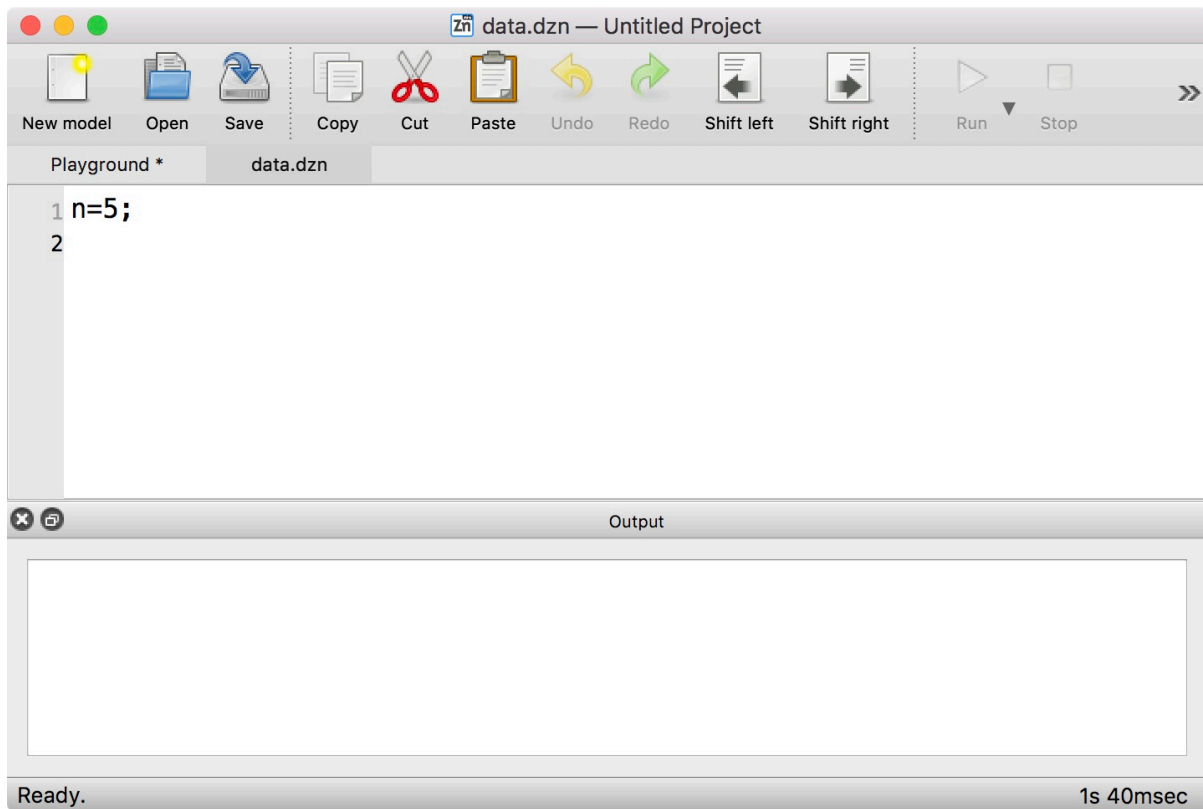 Zn data.dzn — Untitled Project
New model Open Save Copy Cut Paste Undo Redo Shift left Shift right Run Stop »
Playground * data.dzn
1 n=5;
2
Output
Ready. 1s 40msec